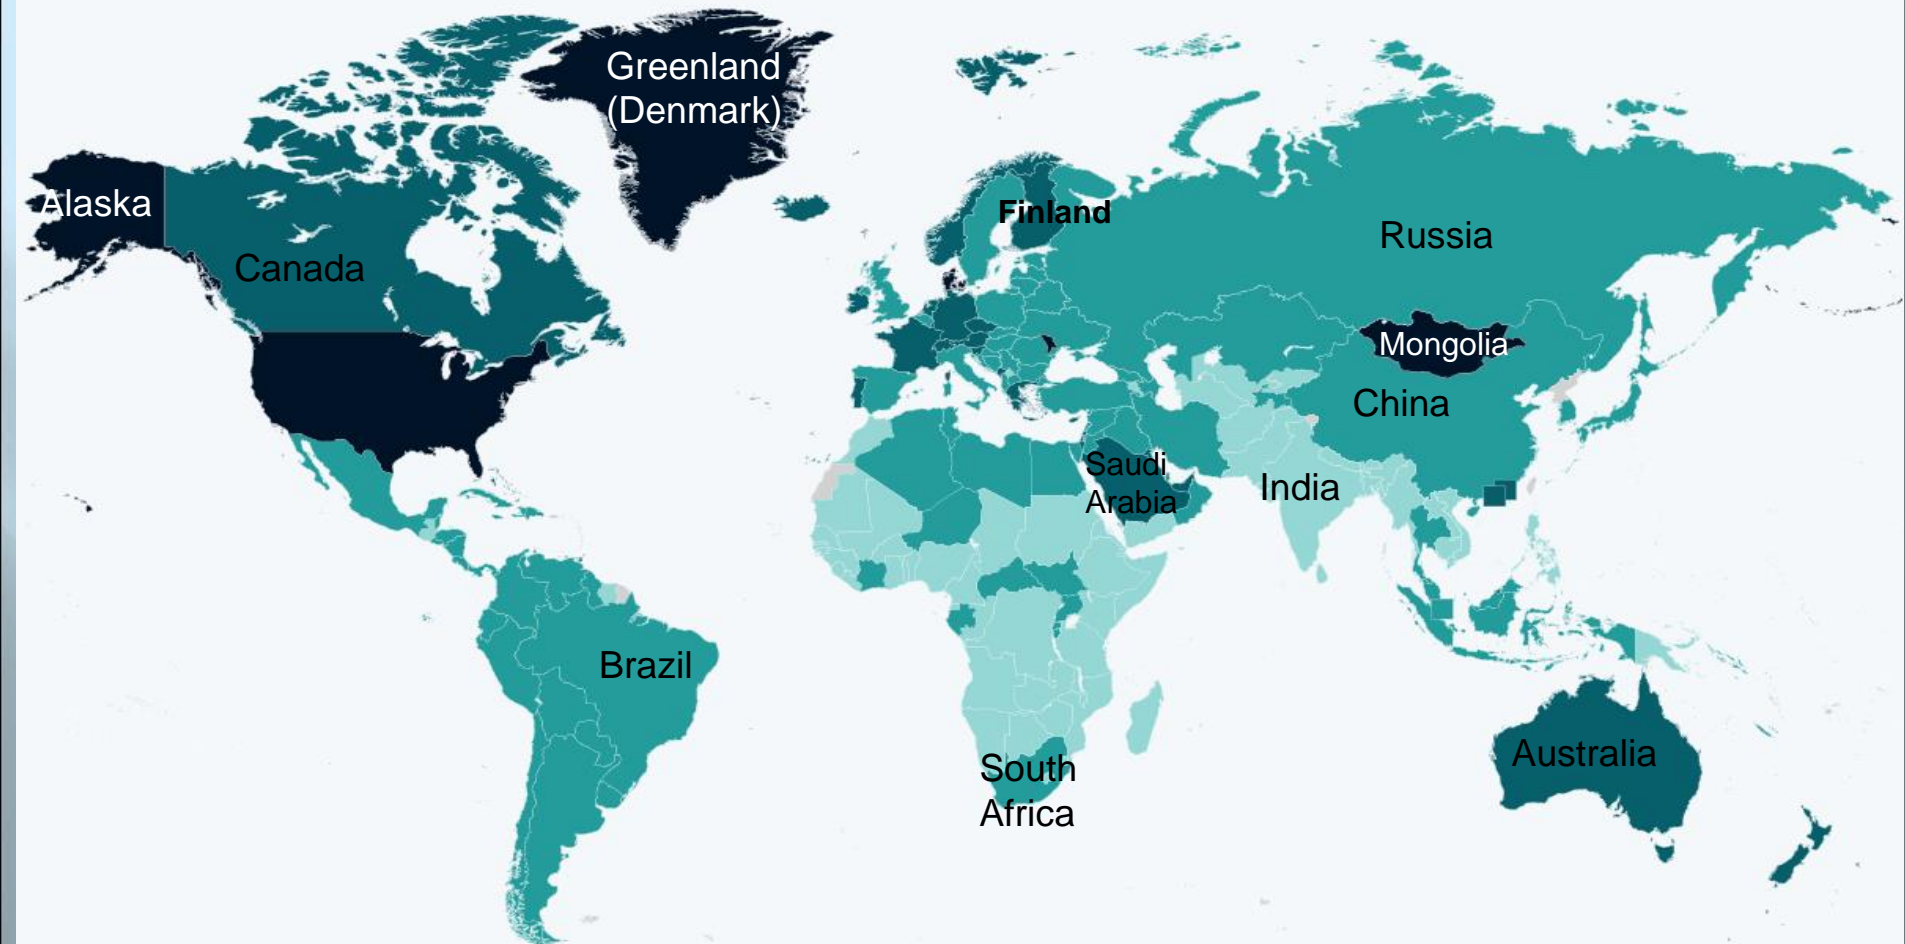 Greenland
(Denmark)
Alaska
Finland
Russia
Canada
Mongolia
China
Saudi
Arabia
India
Brazil
Australia
South
Africa